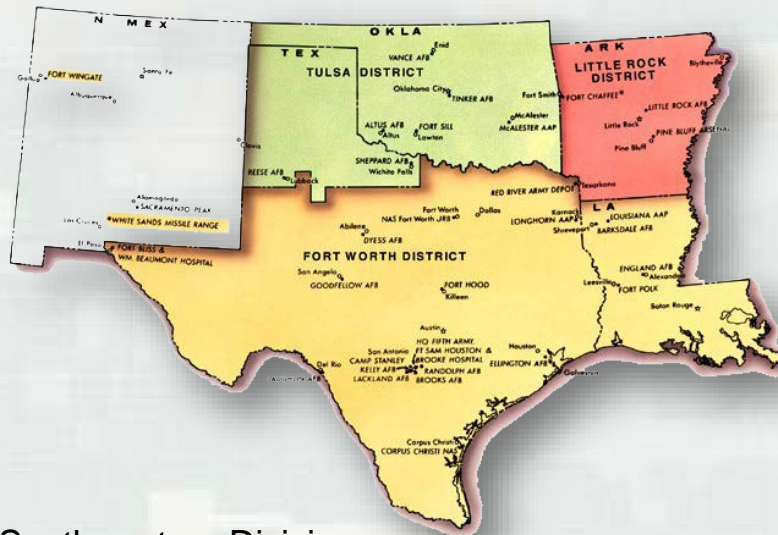 N MEX
OKLA
TEX
ARK
TULSA DISTRICT
LITTLE ROCK
DISTRICT
Enid
VANCE AFB
Blytheville
FORT WINGATE
Santa Fe
Albuquerque
Oklahoma City
TINKER AFB
Fort Smith
FORT CHAFFEE
LITTLE ROCK AFB
Little Rock
PINE BLUFF ARSENAL
Pine Bluff
McAlester
McALESTER AAP
ALTUS AFB
Altus
FORT SILL
Lawton
Clovis
SHEPPARD AFB
Wichita Falls
REESE AFB
Lubbock
RED RIVER ARMY DEPOT
Texarkana
Alamogordo
SACRAMENTO PEAK
Las Cruces
WHITE SANDS MISSILE RANGE
El Paso
FORT BLISS &
WM. BEAUMONT HOSPITAL
Fort Worth
NAS Fort Worth JRB
Dallas
Abilene
DYESS AFB
Karnack
LONGHORN AAP
LA
LOUISIANA AAP
Shreveport
BARKSDALE AFB
FORT WORTH DISTRICT
San Angelo
GOODFELLOW AFB
FORT HOOD
Killeen
ENGLAND AFB
Alexandria
Leesville
FORT POLK
Baton Rouge
Austin
HQ FIFTH ARMY
San Antonio
FT SAM HOUSTON &
CAMP STANLEY
BROOKE HOSPITAL
KELLY AFB
RANDOLPH AFB
LACKLAND AFB
BROOKS AFB
Houston
ELLINGTON AFB
Galveston
Del Rio
Corpus Christi
CORPUS CHRISTI NAS